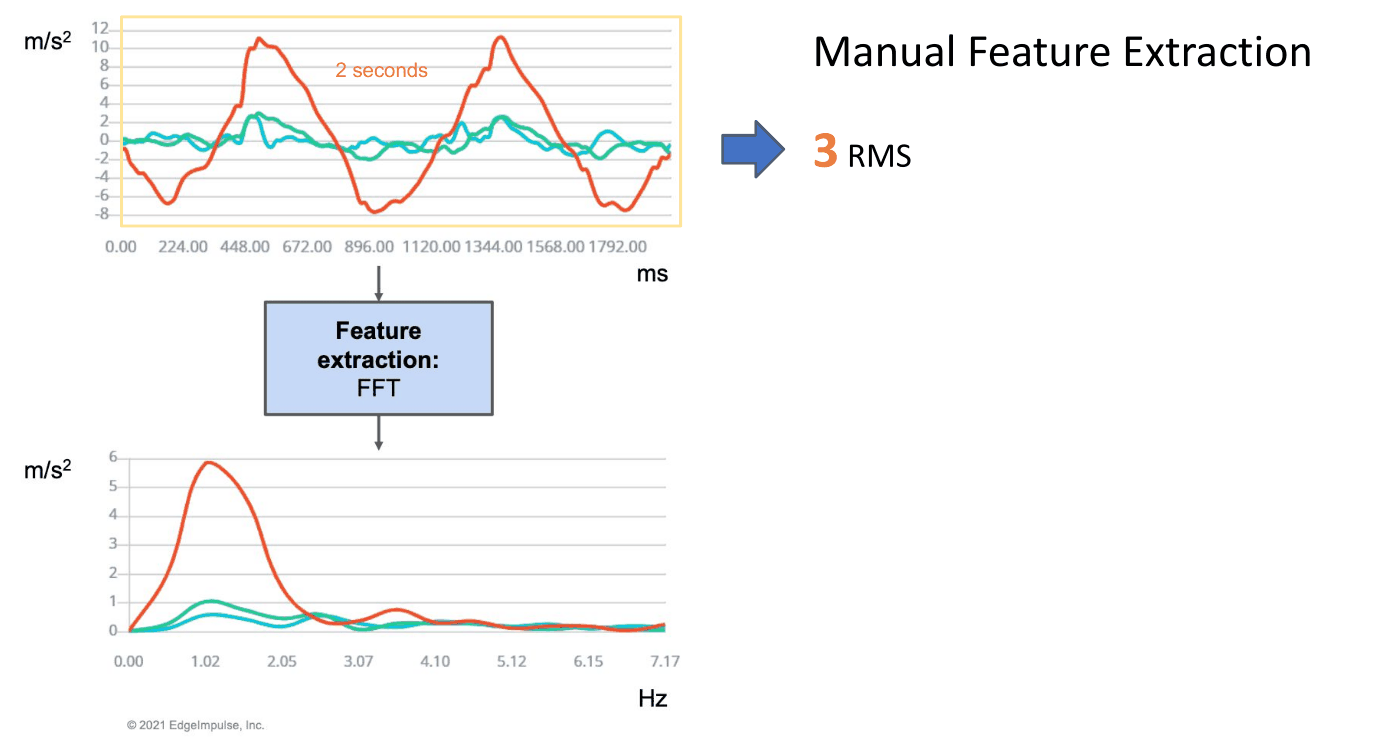 Manual Feature Extraction
m/s²
12
10
8
6
4
2
0
-2
-4
-6
-8
2 seconds
0.00 224.00 448.00 672.00 896.00 1120.00 1344.00 1568.00 1792.00
ms
3 RMS
Feature
extraction:
FFT
m/s²
6
5
4
3
2
1
0
0.00 1.02 2.05 3.07 4.10 5.12 6.15 7.17
Hz
© 2021 EdgeImpulse, Inc.